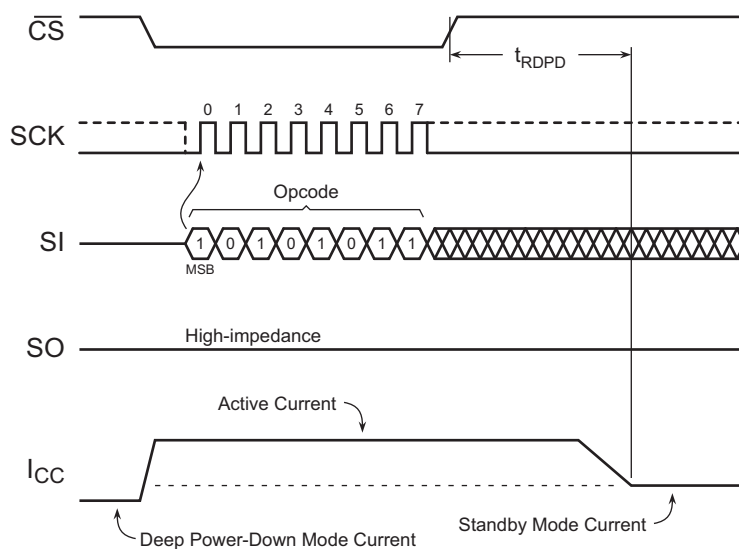 CS
tRDPD
0 1 2 3 4 5 6 7
SCK
Opcode
SI
1 0 1 0 1 0 1 1
MSB
High-impedance
SO
Active Current
ICC
Standby Mode Current
Deep Power-Down Mode Current